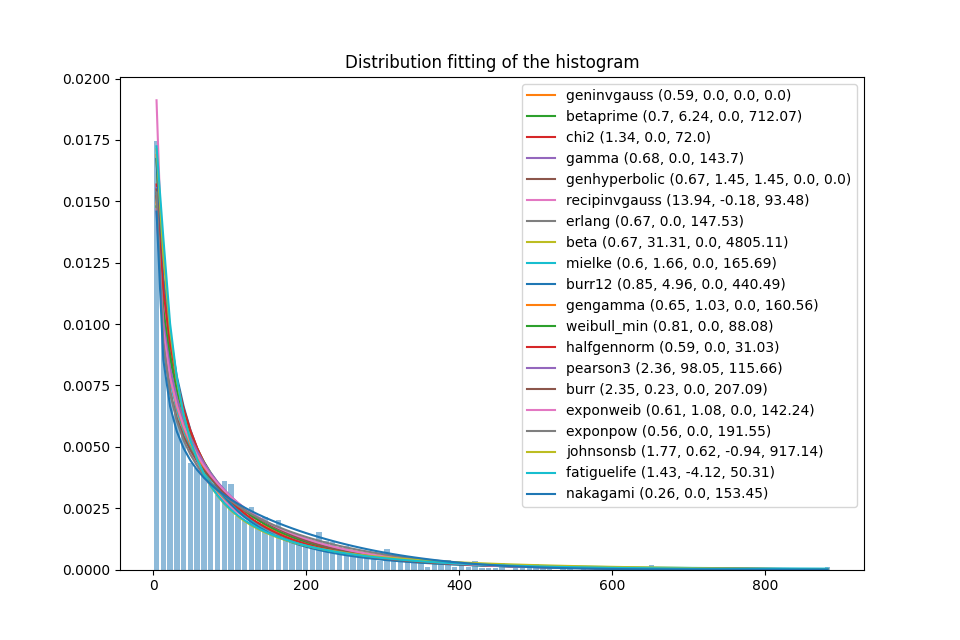 Distribution fitting of the histogram
0.0200
0.0175
0.0150
0.0125
0.0100
0.0075
0.0050
0.0025
0.0000
geninvgauss (0.59, 0.0, 0.0, 0.0)
betaprime (0.7, 6.24, 0.0, 712.07)
chi2 (1.34, 0.0, 72.0)
gamma (0.68, 0.0, 143.7)
genhyperbolic (0.67, 1.45, 1.45, 0.0, 0.0)
recipinvgauss (13.94, -0.18, 93.48)
erlang (0.67, 0.0, 147.53)
beta (0.67, 31.31, 0.0, 4805.11)
mielke (0.6, 1.66, 0.0, 165.69)
burr12 (0.85, 4.96, 0.0, 440.49)
gengamma (0.65, 1.03, 0.0, 160.56)
weibull_min (0.81, 0.0, 88.08)
halfgennorm (0.59, 0.0, 31.03)
pearson3 (2.36, 98.05, 115.66)
burr (2.35, 0.23, 0.0, 207.09)
exponweib (0.61, 1.08, 0.0, 142.24)
exponpow (0.56, 0.0, 191.55)
johnsonsb (1.77, 0.62, -0.94, 917.14)
fatiguelife (1.43, -4.12, 50.31)
nakagami (0.26, 0.0, 153.45)
0 200 400 600 800